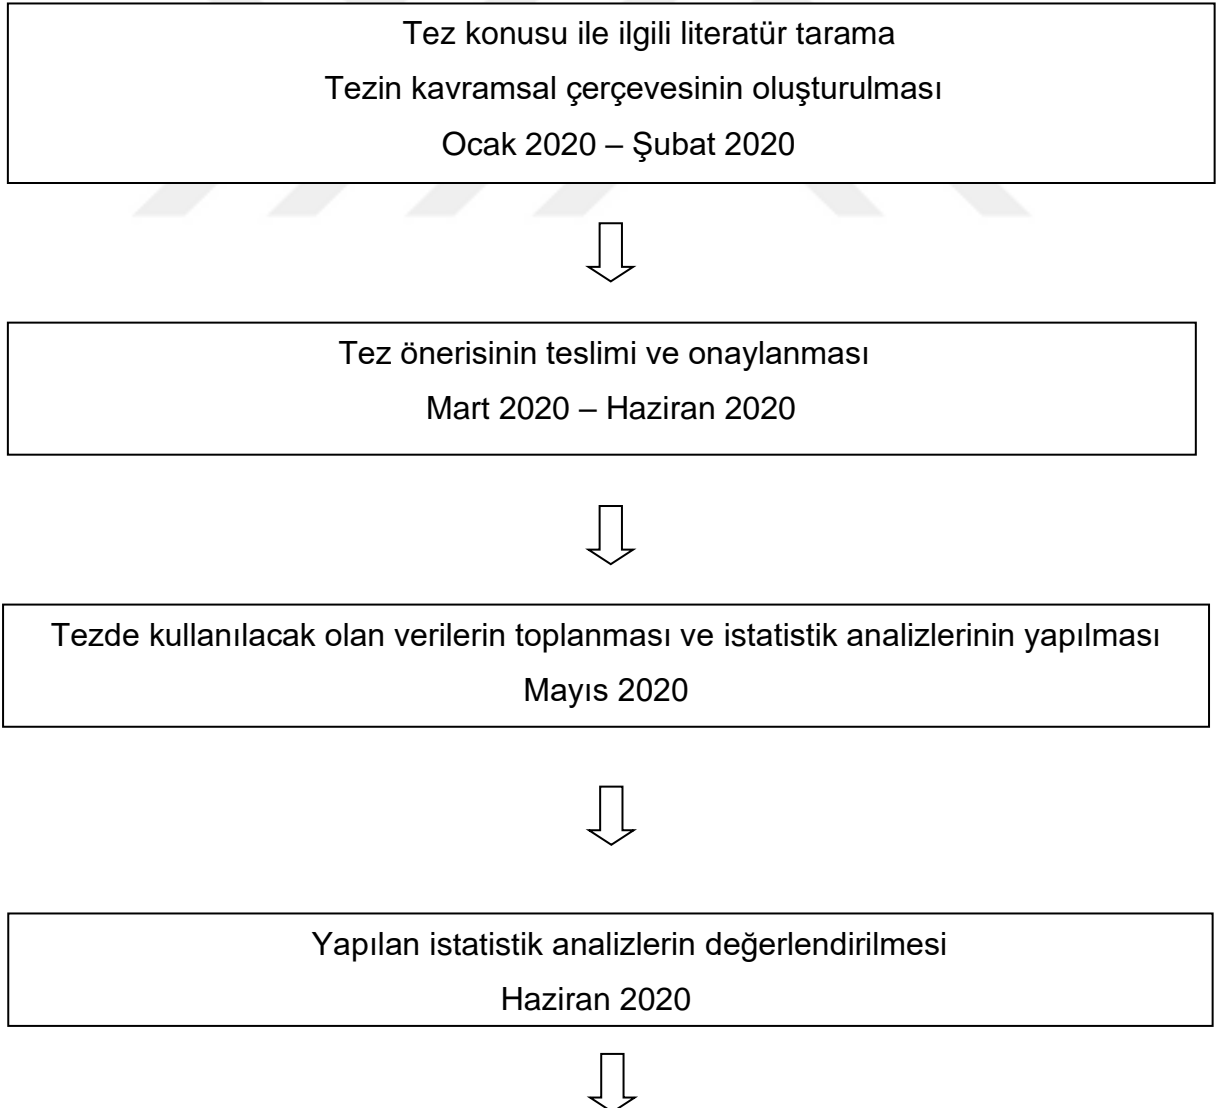 Tez konusu ile ilgili literatür tarama
Tezin kavramsal çerçevesinin oluşturulması
Ocak 2020 – Şubat 2020
Tez önerisinin teslimi ve onaylanması
Mart 2020 – Haziran 2020
Tezde kullanılacak olan verilerin toplanması ve istatistik analizlerinin yapılması
Mayıs 2020
Yapılan istatistik analizlerin değerlendirilmesi
Haziran 2020